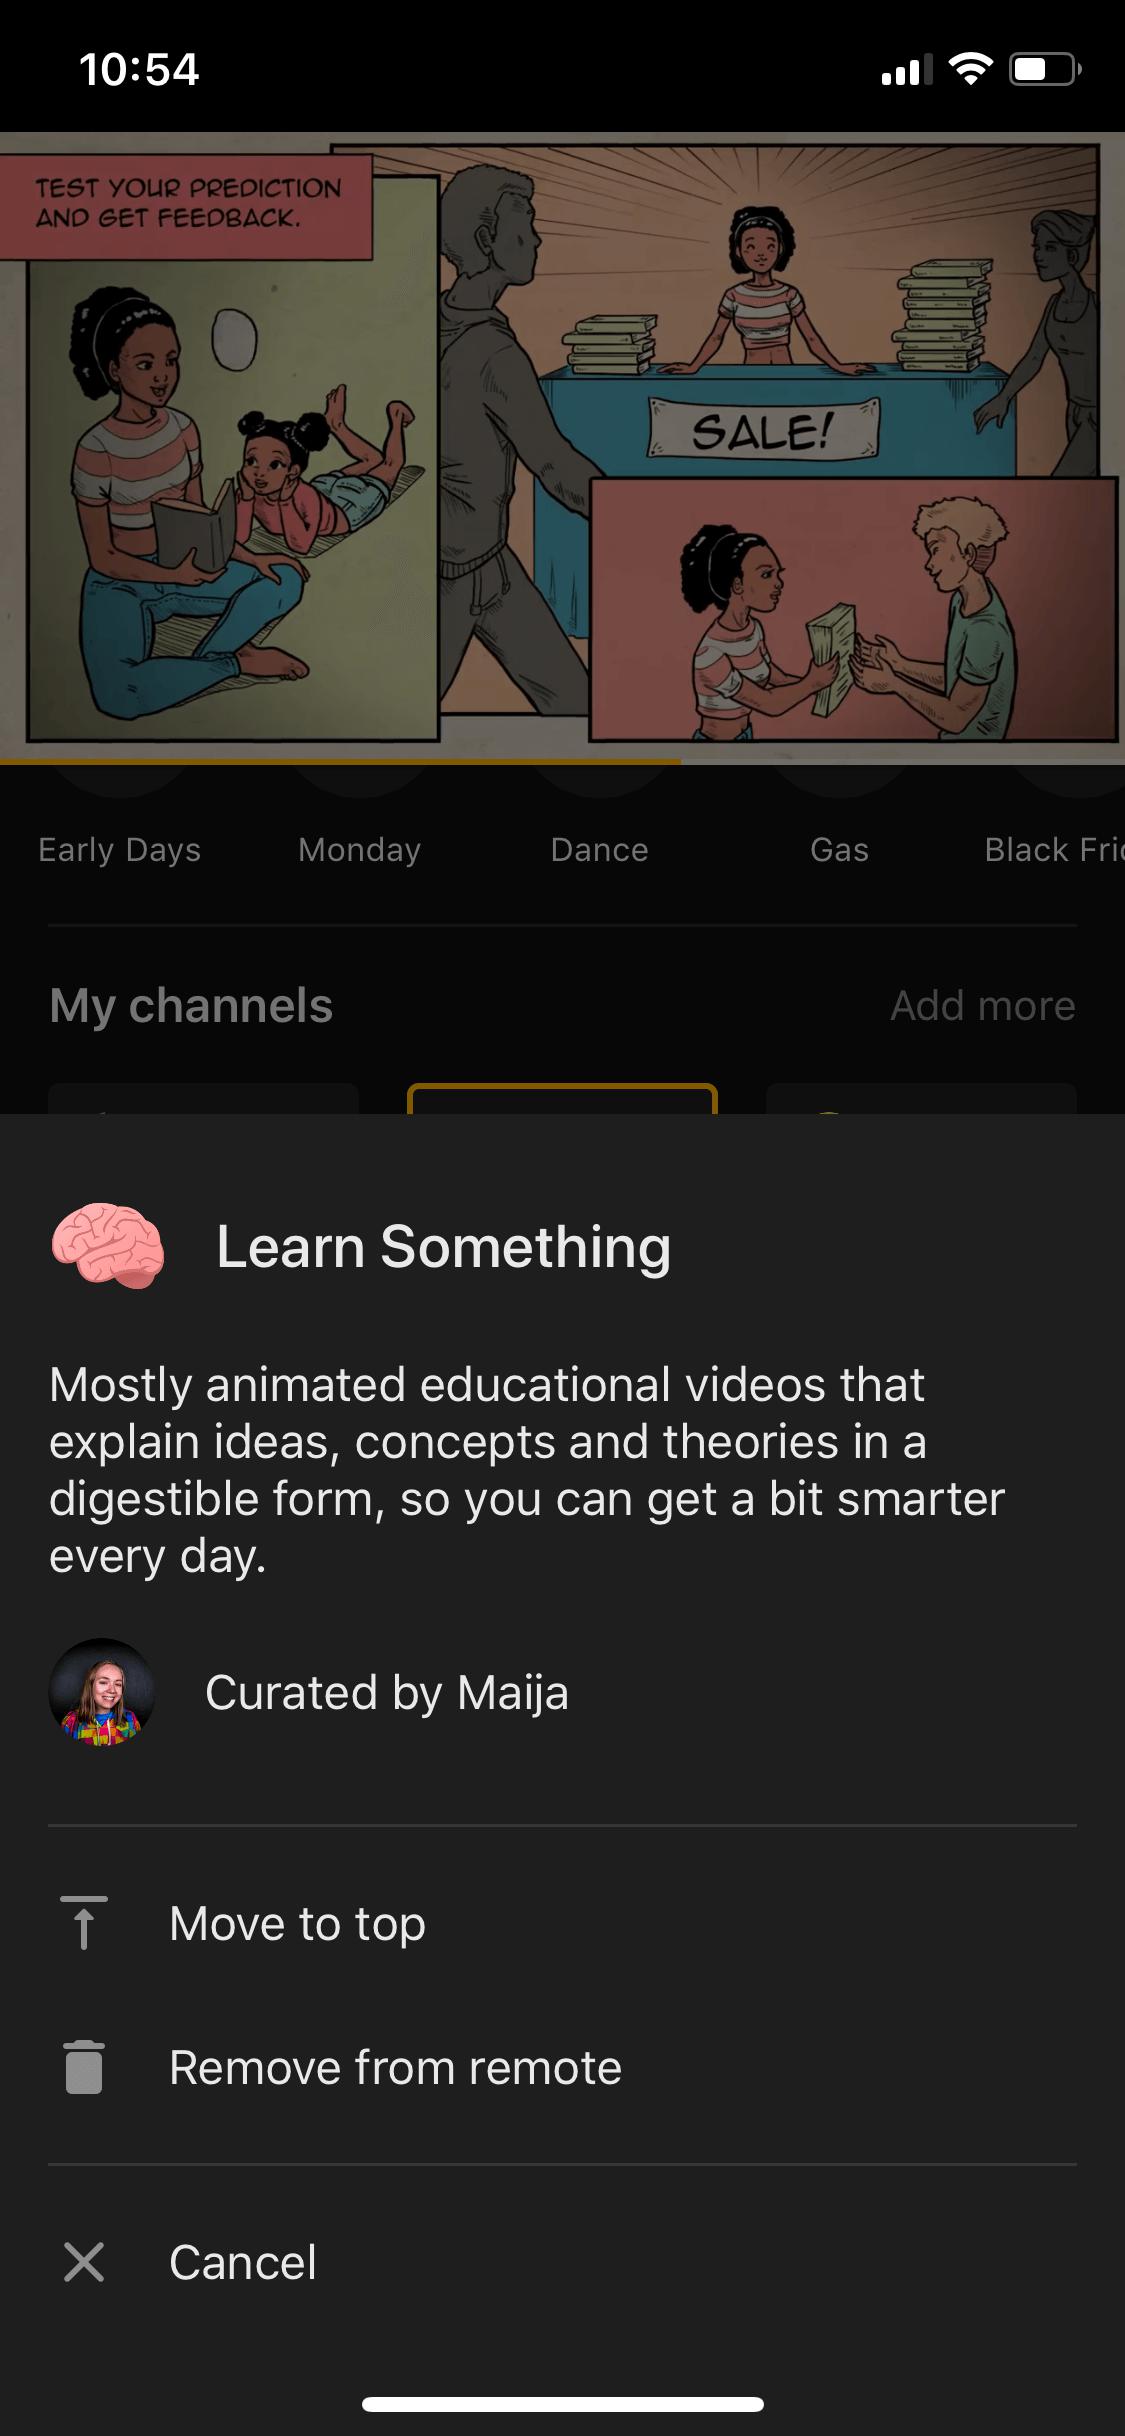 10:54
TEST YOUR PREDICTION
AND GET FEEDBACK.
SALE!
Early Days
Monday
Dance
Gas
Black
My channels
Add more
Learn Something
Mostly animated educational videos that
explain ideas, concepts and theories in a
digestible form, so you can get a bit smarter
every day.
Curated by Maija
Move to top
Remove from remote
Cancel